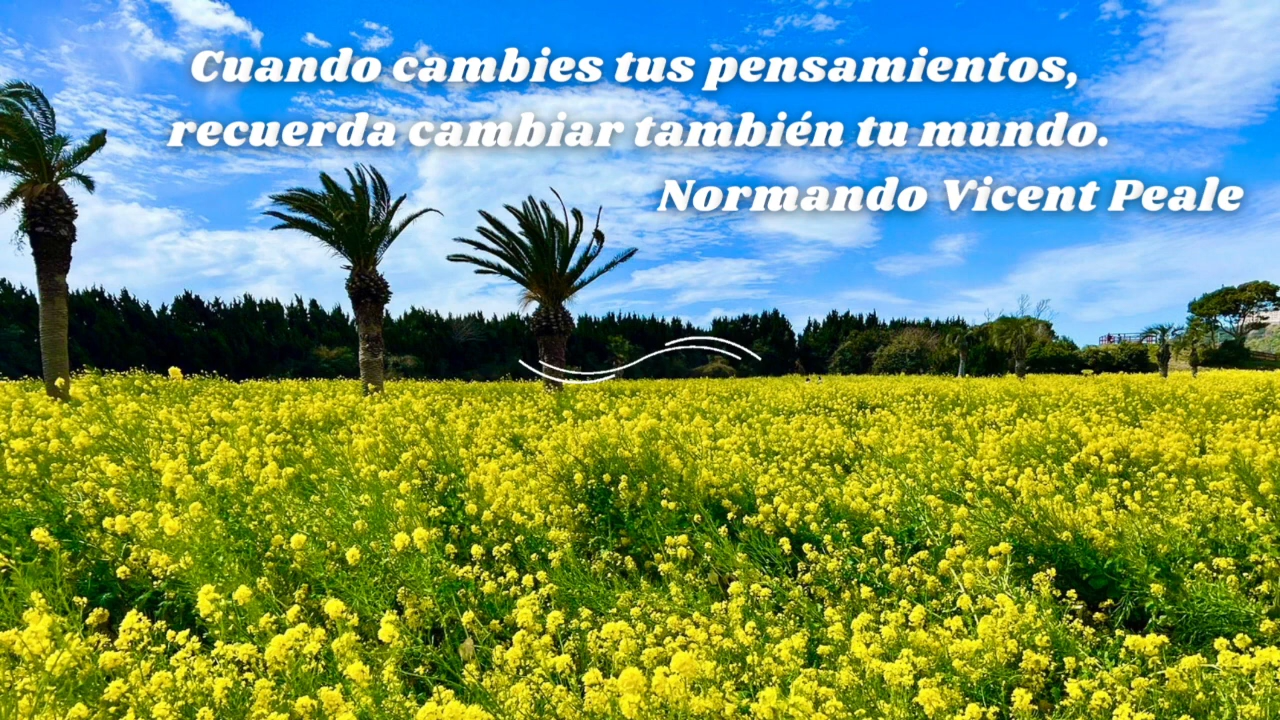 Cuando cambies tus pensamientos,
recuerda cambiar también tu mundo.
Normando Vicent Peale